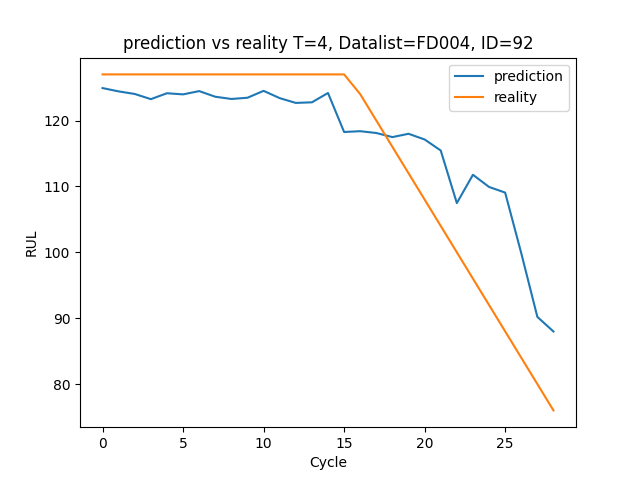 prediction vs reality T=4, Datalist=FD004, ID=92
prediction
reality
120
110
100
90
80
RUL
0 5 10 15 20 25
Cycle